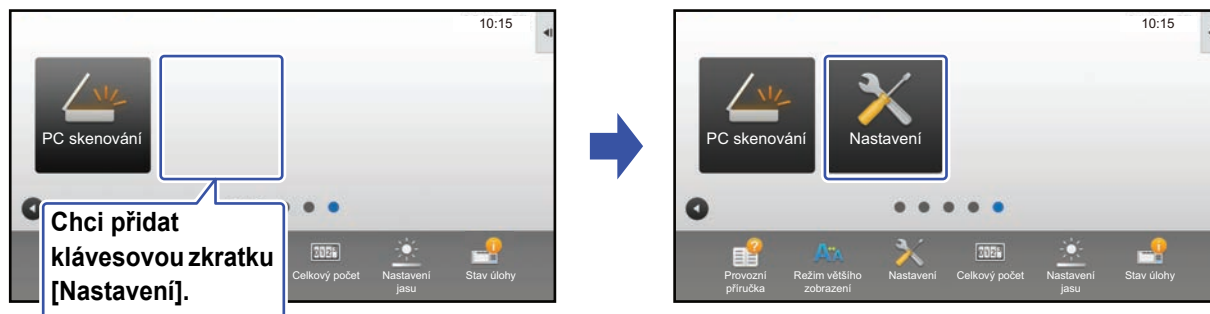 10:15
PC skenování
Chci přidat
klávesovou zkratku
[Nastavení].
Celkový počet
Nastavení
jasu
Stav úlohy
10:15
PC skenování
Nastavení
Provozní
příručka
Režim většího
zobrazení
Nastavení
Celkový počet
Nastavení
jasu
Stav úlohy